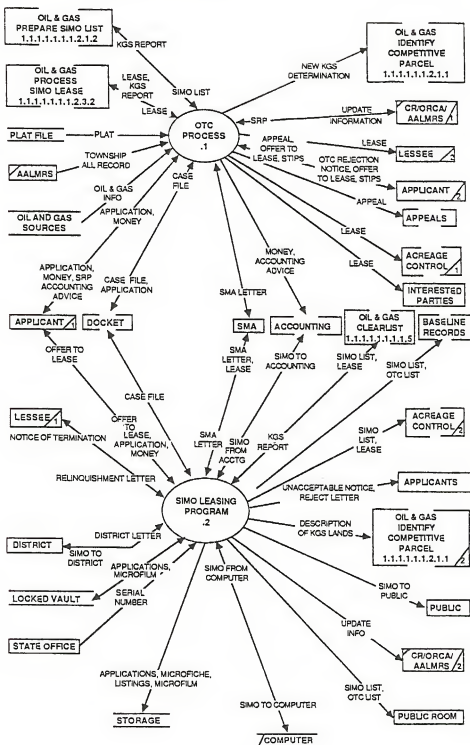 OIL & GAS
PREPARE SIMO LIST
1.1.1.1.1.1.1.2.1.2
KGS REPORT
OIL & GAS
PROCESS
SIMO LEASE
1.1.1.1.1.1.1.2.3.2
LEASE,
KGS
REPORT
LEASE
SIMO LIST
NEW KGS
DETERMINATION
OIL & GAS
IDENTIFY
COMPETITIVE
PARCEL
1.1.1.1.1.1.1.2.1.1
PLAT FILE
PLAT
OTC
PROCESS
.1
SRP
UPDATE
INFORMATION
CR/ORCA/
AALMRS
1
AALMRS
TOWNSHIP
ALL RECORD
APPEAL,
OFFER TO
LEASE, STIPS
LEASE
LESSEE
2
OTC REJECTION
NOTICE, OFFER
TO LEASE, STIPS
APPLICANT
2
OIL & GAS
INFO
OIL AND GAS
SOURCES
APPLICATION,
MONEY
CASE
FILE
APPEAL
APPEALS
LEASE
ACREAGE
CONTROL
1
LEASE
INTERESTED
PARTIES
APPLICATION,
MONEY, SRP
ACCOUNTING
ADVICE
CASE FILE,
APPLICATION
SMA LETTER
MONEY,
ACCOUNTING
ADVICE
APPLICANT
1
DOCKET
SMA
ACCOUNTING
OIL & GAS
CLEARLIST
1.1.1.1.1.1.1.1.5
BASELINE
RECORDS
OFFER TO
LEASE
SMA
LETTER,
LEASE
SIMO TO
ACCOUNTING
SIMO LIST,
LEASE
SIMO LIST,
OTC LIST
CASE FILE
LESSEE
1
NOTICE OF TERMINATION
OFFER
TO
LEASE,
APPLICATION,
MONEY
SMA
LETTER
SIMO
FROM
ACCTG
KGS
REPORT
SIMO
LIST,
LEASE
ACREAGE
CONTROL
2
RELINQUISHMENT LETTER
SIMO LEASING
PROGRAM
.2
UNACCEPTABLE NOTICE,
REJECT LETTER
APPLICANTS
DISTRICT
DISTRICT LETTER
SIMO TO
DISTRICT
DESCRIPTION
OF KGS LANDS
OIL & GAS
IDENTIFY
COMPETITIVE
PARCEL
1.1.1.1.1.1.1.2.1.1
2
LOCKED VAULT
APPLICATIONS,
MICROFILM
SERIAL
NUMBER
SIMO FROM
COMPUTER
SIMO TO
PUBLIC
PUBLIC
STATE OFFICE
UPDATE
INFO
CR/ORCA/
AALMRS
2
APPLICATIONS, MICROFICHE,
LISTINGS, MICROFILM
STORAGE
SIMO TO COMPUTER
COMPUTER
SIMO LIST,
OTC LIST
PUBLIC ROOM